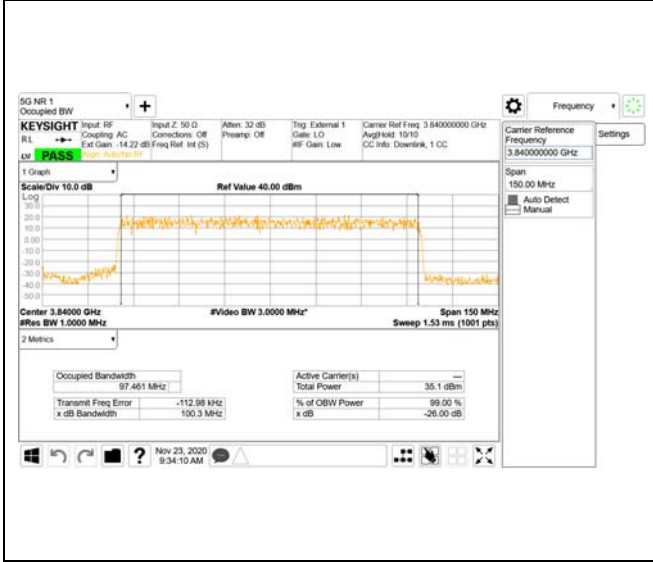 5G NR 1
Occupied BW
Frequency
KEYSIGHT
RL
PASS
Input: RF
Coupling: AC
Ext Gain: -14.22 dB
Align: Auto/No RF
Input Z: 50 Ω
Corrections: Off
Freq Ref: Int (S)
Atten: 32 dB
Preamp: Off
Trig: External 1
Gate: LO
#IF Gain: Low
Carrier Ref Freq: 3.840000000 GHz
Avg|Hold: 10/10
CC Info: Downlink, 1 CC
Carrier Reference
Frequency
3.840000000 GHz
Settings
Span
150.00 MHz
Auto Detect
Manual
1 Graph
Scale/Div 10.0 dB
Ref Value 40.00 dBm
Log
30.0
20.0
10.0
0.00
-10.0
-20.0
-30.0
-40.0
-50.0
Center 3.84000 GHz
#Video BW 3.0000 MHz*
Span 150 MHz
#Res BW 1.0000 MHz
Sweep 1.53 ms (1001 pts)
2 Metrics
Occupied Bandwidth
97.461 MHz
Transmit Freq Error -112.98 kHz
x dB Bandwidth 100.3 MHz
Active Carrier(s) ---
Total Power 35.1 dBm
% of OBW Power 99.00 %
x dB -26.00 dB
?
Nov 23, 2020
9:34:10 AM